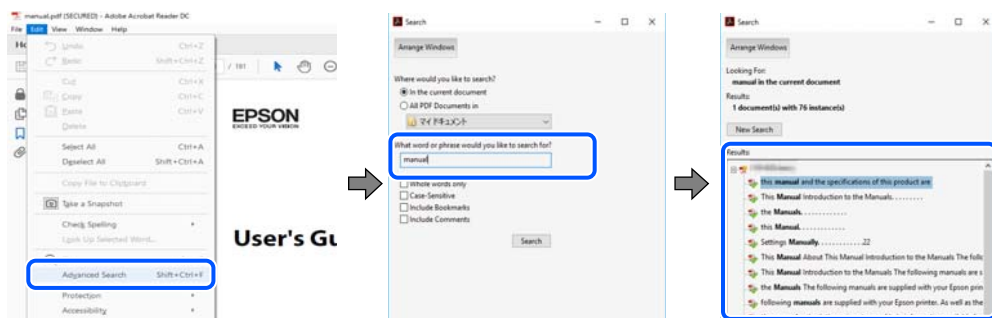 manual.pdf (SECURED) - Adobe Acrobat Reader DC
File Edit View Window Help
Undo Ctrl+Z
Redo Shift+Ctrl+Z
Cut Ctrl+X
Copy Ctrl+C
Paste Ctrl+V
Delete
Select All Ctrl+A
Deselect All Shift+Ctrl+A
Copy File to Clipboard
Take a Snapshot
Check Spelling
Look Up Selected Word...
Advanced Search Shift+Ctrl+F
Protection
Accessibility
/ 191
EPSON
EXCEED YOUR VISION
User's Gu
Search
Arrange Windows
Where would you like to search?
In the current document
All PDF Documents in
マイ ドキュメント
What word or phrase would you like to search for?
manual
Whole words only
Case-Sensitive
Include Bookmarks
Include Comments
Search
Search
Arrange Windows
Looking For:
manual in the current document
Results:
1 document(s) with 76 instance(s)
New Search
Results:
this manual and the specifications of this product are
This Manual Introduction to the Manuals. . . . . . . . .
the Manuals. . . . . . . . . . . . .
this Manual. . . . . . . . . . . . .
Settings Manually. . . . . . . . . . . . .22
This Manual About This Manual Introduction to the Manuals The follo
This Manual Introduction to the Manuals The following manuals are s
the Manuals The following manuals are supplied with your Epson prin
following manuals are supplied with your Epson printer. As well as the